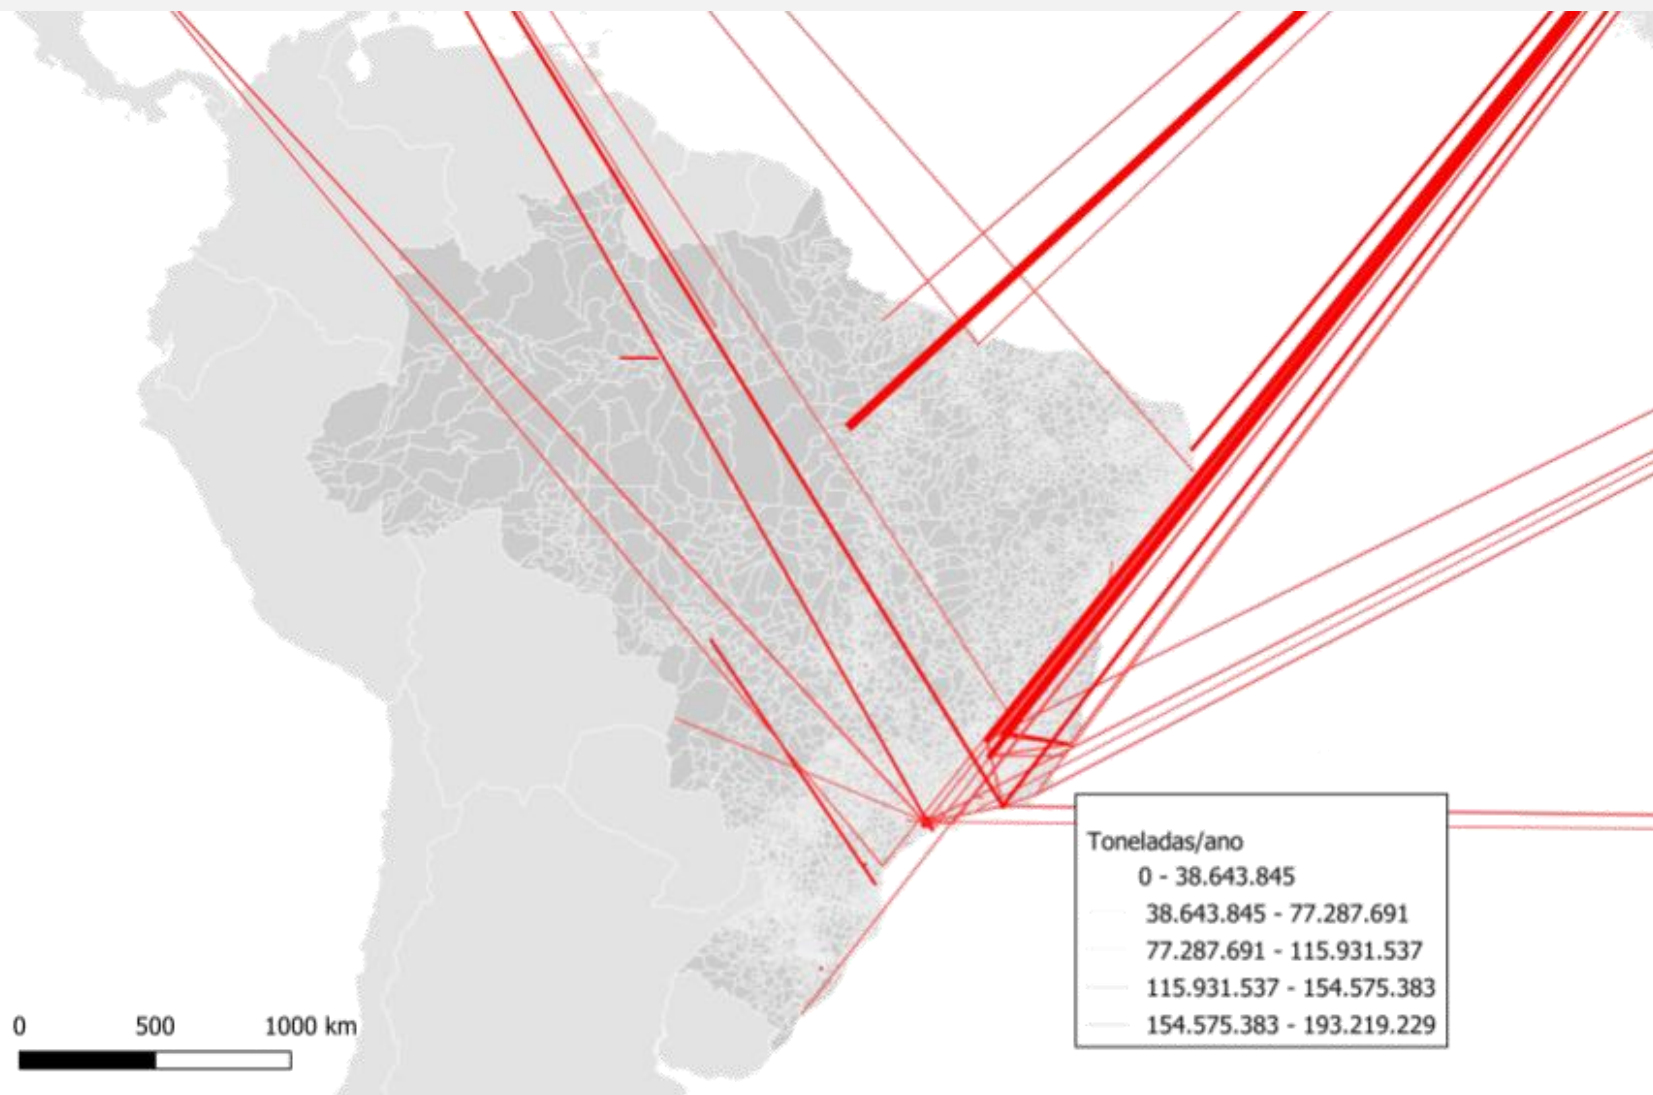 Toneladas/ano
0 - 38.643.845
38.643.845 - 77.287.691
77.287.691 - 115.931.537
115.931.537 - 154.575.383
154.575.383 - 193.219.229
0 500 1000 km